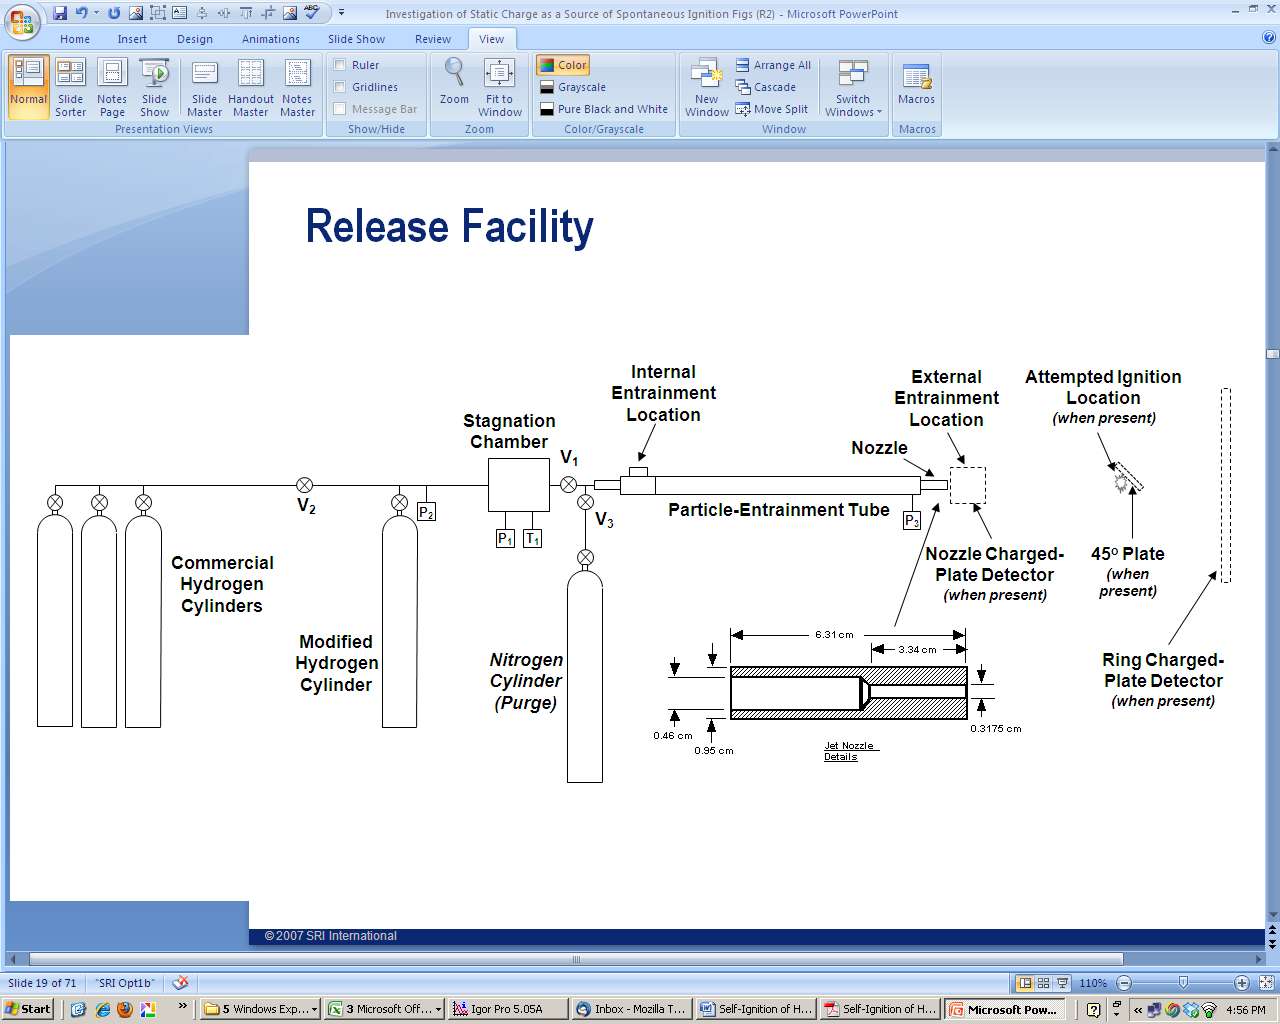 Investigation of Static Charge as a Source of Spontaneous Ignition Figs (R2) - Microsoft PowerPoint
Home Insert Design Animations Slide Show Review View
Normal
Slide Sorter
Notes Page
Slide Show
Slide Master
Handout Master
Notes Master
Presentation Views
Ruler
Gridlines
Message Bar
Show/Hide
Zoom
Fit to Window
Zoom
Color
Grayscale
Pure Black and White
Color/Grayscale
New Window
Arrange All
Cascade
Move Split
Switch Windows
Window
Macros
Macros
Release Facility
Internal
Entrainment
Location
External
Entrainment
Location
Attempted Ignition
Location
(when present)
Stagnation
Chamber
V1
Nozzle
V2
P2
V3
Particle-Entrainment Tube
P3
P1
T1
Commercial
Hydrogen
Cylinders
Nozzle Charged-
Plate Detector
(when present)
45o Plate
(when
present)
Modified
Hydrogen
Cylinder
Nitrogen
Cylinder
(Purge)
Ring Charged-
Plate Detector
(when present)
6.31 cm
3.34 cm
0.46 cm
0.95 cm
0.3175 cm
Jet Nozzle
Details
© 2007 SRI International
Slide 19 of 71 "SRI Opt1b" 110%
Start
5 Windows Exp...
3 Microsoft Off...
Igor Pro 5.05A
Inbox - Mozilla T...
Self-Ignition of H...
Self-Ignition of H...
Microsoft Pow...
4:56 PM